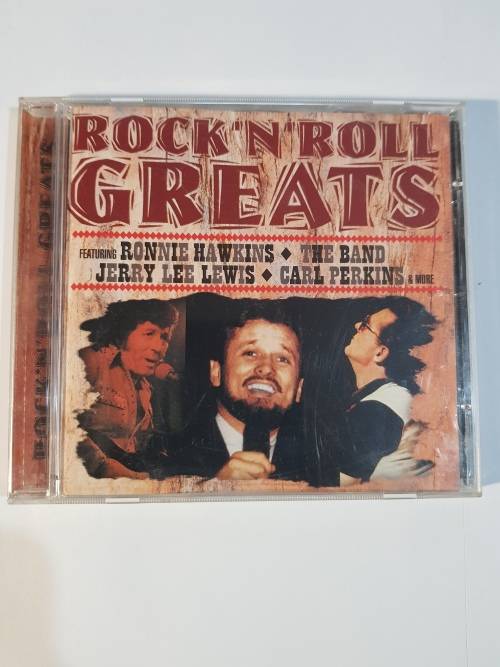 ROCK'N'ROLL
GREATS
FEATURING RONNIE HAWKINS ♦ THE BAND
JERRY LEE LEWIS ♦ CARL PERKINS & MORE
ROCK'N'ROLL GREATS